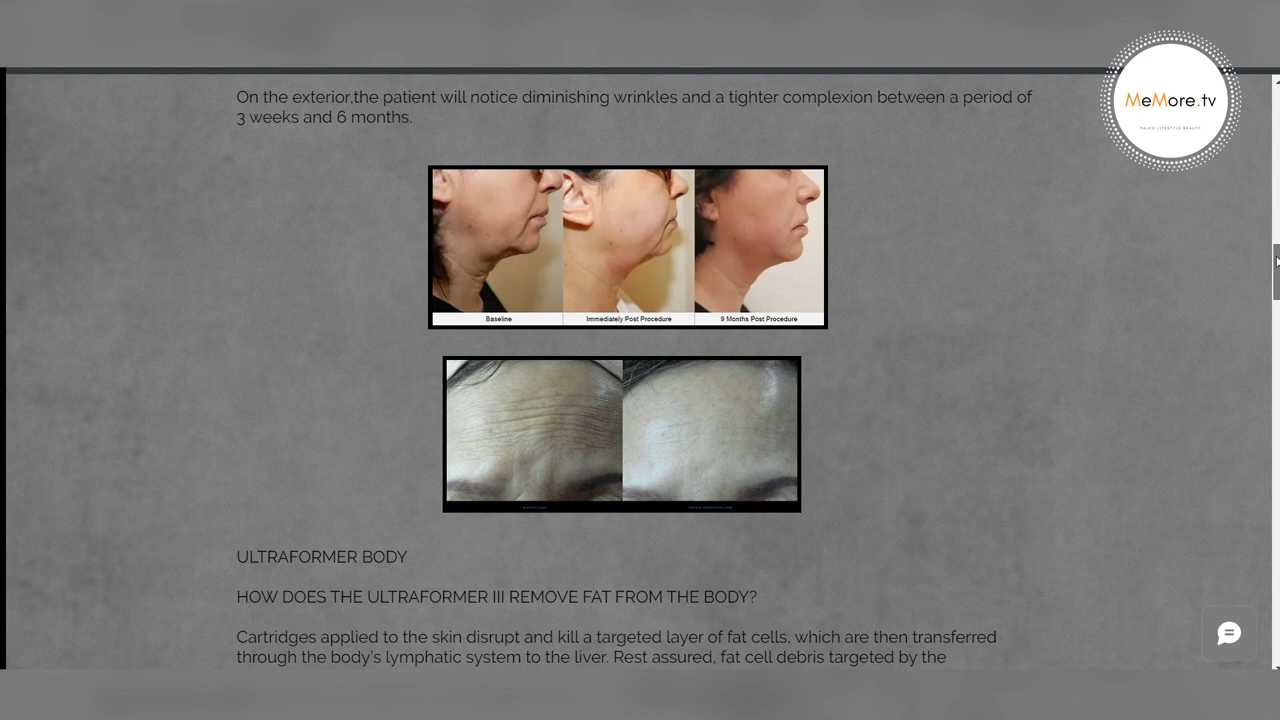 MeMore.tv
PALEO LIFESTYLE BEAUTY
On the exterior,the patient will notice diminishing wrinkles and a tighter complexion between a period of
3 weeks and 6 months.
Baseline
Immediately Post Procedure
9 Months Post Procedure
ULTRAFORMER BODY
HOW DOES THE ULTRAFORMER III REMOVE FAT FROM THE BODY?
Cartridges applied to the skin disrupt and kill a targeted layer of fat cells, which are then transferred
through the body's lymphatic system to the liver. Rest assured, fat cell debris targeted by the